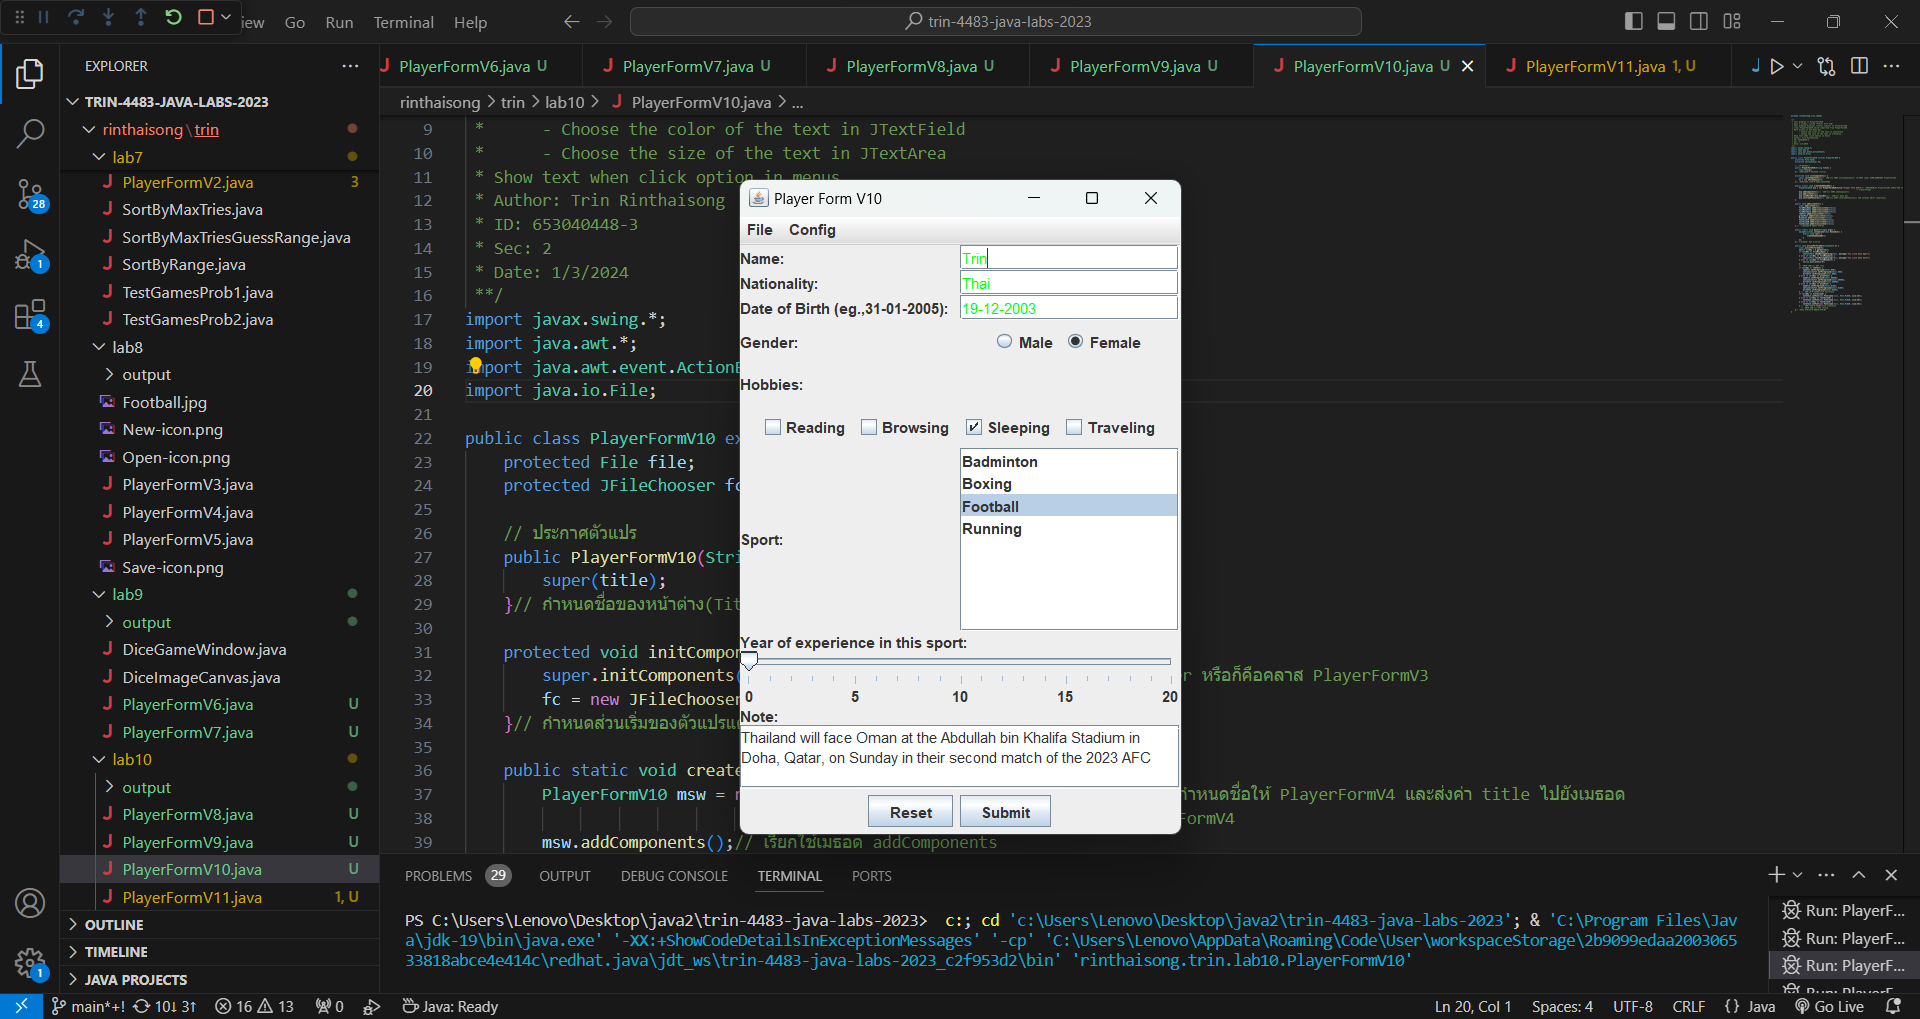 iew Go Run Terminal Help
trin-4483-java-labs-2023
EXPLORER
TRIN-4483-JAVA-LABS-2023
rinthaisong\trin
lab7
PlayerFormV2.java 3
SortByMaxTries.java
SortByMaxTriesGuessRange.java
SortByRange.java
TestGamesProb1.java
TestGamesProb2.java
lab8
output
Football.jpg
New-icon.png
Open-icon.png
PlayerFormV3.java
PlayerFormV4.java
PlayerFormV5.java
Save-icon.png
lab9
output
DiceGameWindow.java
DiceImageCanvas.java
PlayerFormV6.java U
PlayerFormV7.java U
lab10
output
PlayerFormV8.java U
PlayerFormV9.java U
PlayerFormV10.java U
PlayerFormV11.java 1, U
OUTLINE
TIMELINE
JAVA PROJECTS
28
1
4
1
PlayerFormV6.java U
PlayerFormV7.java U
PlayerFormV8.java U
PlayerFormV9.java U
PlayerFormV10.java U
PlayerFormV11.java 1, U
rinthaisong > trin > lab10 > PlayerFormV10.java > ...
9 * - Choose the color of the text in JTextField
10 * - Choose the size of the text in JTextArea
11 * Show text when click option in menus
12 * Author: Trin Rinthaisong
13 * ID: 653040448-3
14 * Sec: 2
15 * Date: 1/3/2024
16 **/
17 import javax.swing.*;
18 import java.awt.*;
19 import java.awt.event.ActionE
20 import java.io.File;
21
22 public class PlayerFormV10 ex
23 protected File file;
24 protected JFileChooser fc
25
26 // ประกาศตัวแปร
27 public PlayerFormV10(Stri
28 super(title);
29 }// กำหนดชื่อของหน้าต่าง(Tit
30
31 protected void initCompon
32 super.initComponents( r หรือก็คือคลาส PlayerFormV3
33 fc = new JFileChooser
34 }// กำหนดส่วนเริ่มของตัวแปรแ
35
36 public static void create
37 PlayerFormV10 msw = n กำหนดชื่อให้ PlayerFormV4 และส่งค่า title ไปยังเมธอด
38 ormV4
39 msw.addComponents();// เรียกใช่เมธอด addComponents
Player Form V10
File Config
Name: Trin
Nationality: Thai
Date of Birth (eg.,31-01-2005): 19-12-2003
Gender: Male Female
Hobbies:
Reading Browsing Sleeping Traveling
Badminton
Boxing
Football
Running
Sport:
Year of experience in this sport:
0 5 10 15 20
Note:
Thailand will face Oman at the Abdullah bin Khalifa Stadium in
Doha, Qatar, on Sunday in their second match of the 2023 AFC
Reset Submit
PROBLEMS 29 OUTPUT DEBUG CONSOLE TERMINAL PORTS
PS C:\Users\Lenovo\Desktop\java2\trin-4483-java-labs-2023> c:; cd 'c:\Users\Lenovo\Desktop\java2\trin-4483-java-labs-2023'; & 'C:\Program Files\Jav
a\jdk-19\bin\java.exe' '-XX:+ShowCodeDetailsInExceptionMessages' '-cp' 'C:\Users\Lenovo\AppData\Roaming\Code\User\workspaceStorage\2b9099edaa2003065
33818abce4e414c\redhat.java\jdt_ws\trin-4483-java-labs-2023_c2f953d2\bin' 'rinthaisong.trin.lab10.PlayerFormV10'
Run: PlayerF...
Run: PlayerF...
Run: PlayerF...
main*+! 10↓ 3↑ 16 13 0 Java: Ready
Ln 20, Col 1 Spaces: 4 UTF-8 CRLF {} Java Go Live